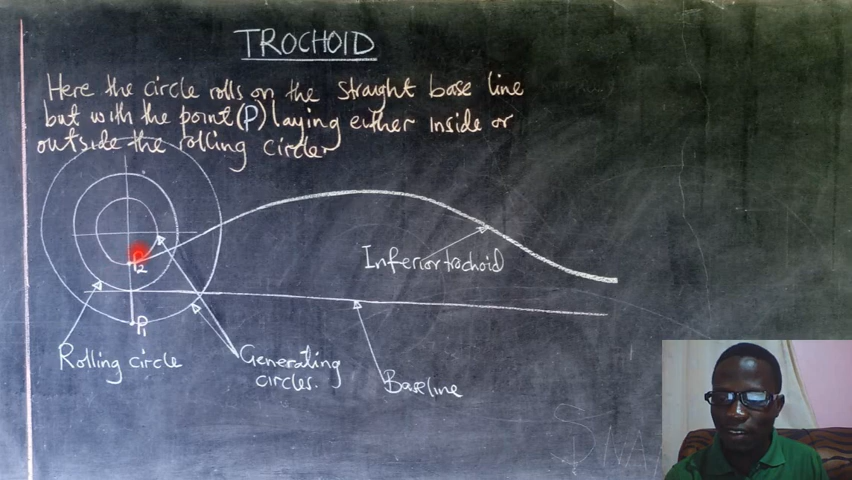 TROCHOID
Here the circle rolls on the straight base line
but with the point (P) laying either inside or
outside the rolling circle
P2
Inferior trochoid
P1
Rolling circle
Generating
circles.
Baseline